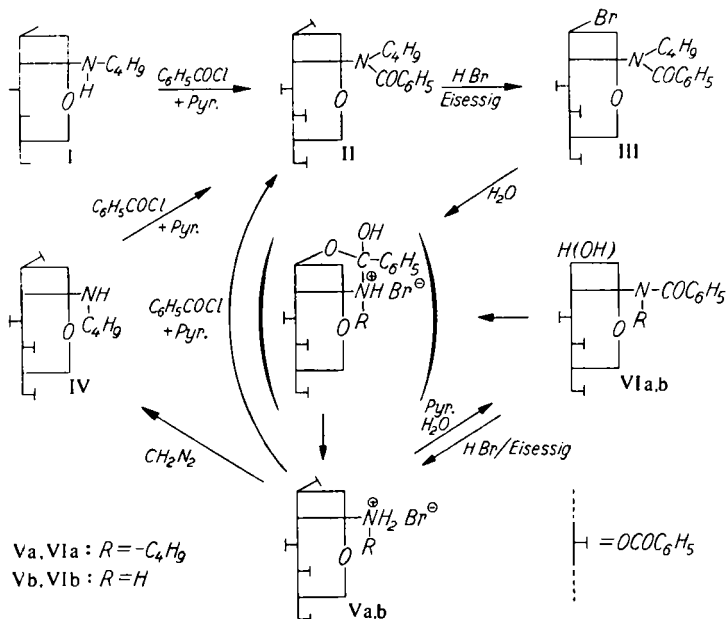 N–C₄H₉
H
O
I
C₆H₅COCl
+ Pyr.
N
C₄H₉
COC₆H₅
O
II
H Br
Eisessig
Br
N
C₄H₉
COC₆H₅
O
III
C₆H₅COCl
+ Pyr.
H₂O
OH
O
C–C₆H₅
⊕
NH Br⊖
R
O
NH
C₄H₉
O
IV
C₆H₅COCl
+ Pyr.
H(OH)
N–COC₆H₅
R
O
VIa,b
CH₂N₂
Pyr.
H₂O
H Br/Eisessig
⊕
NH₂ Br⊖
R
O
Va,b
Va, VIa : R = -C₄H₉
Vb, VIb : R = H
= OCOC₆H₅